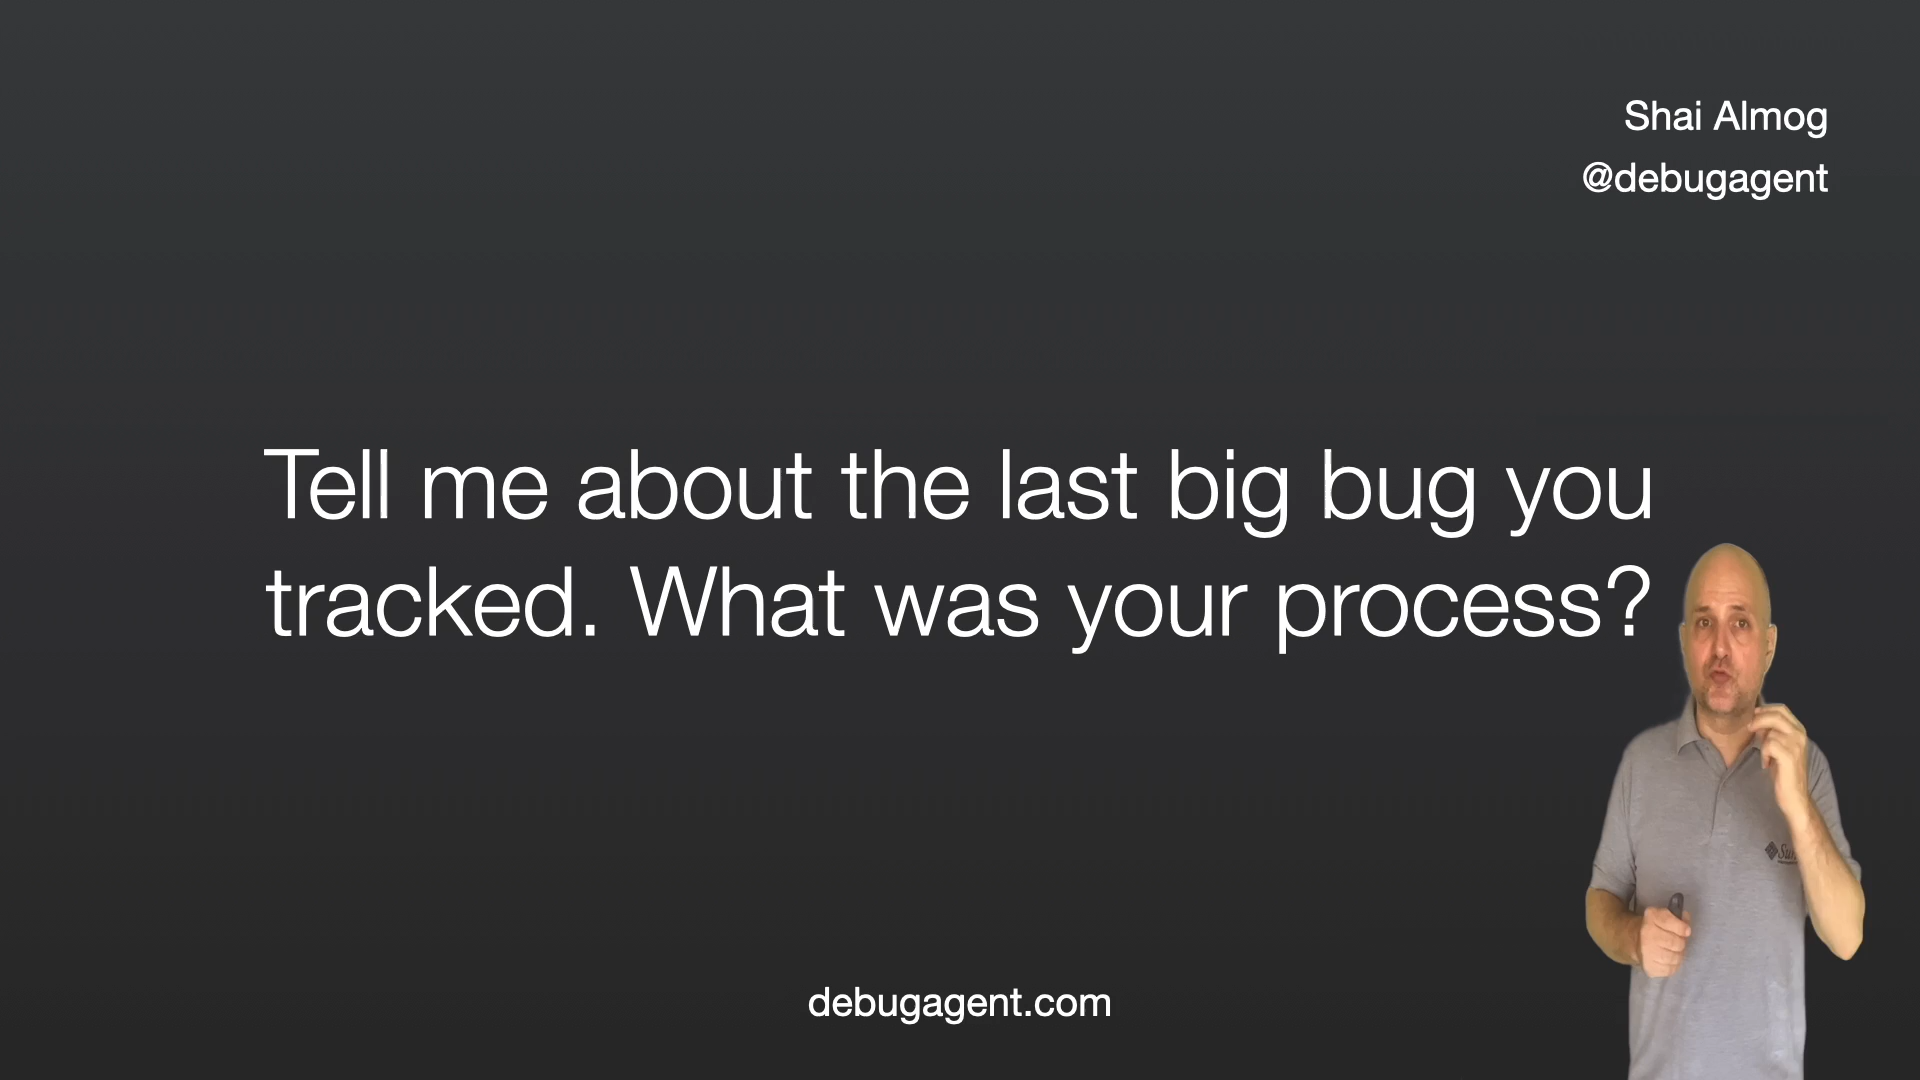 Shai Almog
@debugagent
Tell me about the last big bug you
tracked. What was your process?
debugagent.com